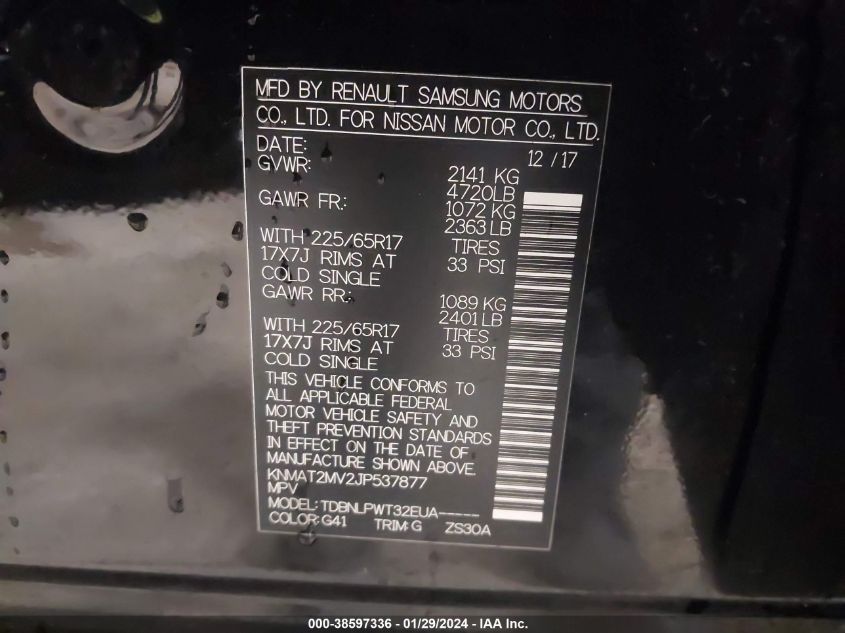 MFD BY RENAULT SAMSUNG MOTORS
CO., LTD. FOR NISSAN MOTOR CO., LTD.
DATE: 12 / 17
GVWR: 2141 KG
4720LB
GAWR FR: 1072 KG
2363 LB
WITH 225/65R17 TIRES
17X7J RIMS AT 33 PSI
COLD SINGLE
GAWR RR: 1089 KG
2401 LB
WITH 225/65R17 TIRES
17X7J RIMS AT 33 PSI
COLD SINGLE
THIS VEHICLE CONFORMS TO
ALL APPLICABLE FEDERAL
MOTOR VEHICLE SAFETY AND
THEFT PREVENTION STANDARDS
IN EFFECT ON THE DATE OF
MANUFACTURE SHOWN ABOVE.
KNMAT2MV2JP537877
MPV
MODEL: TDBNLPWT32EUA-----
COLOR: G41 TRIM: G ZS30A
000-38597336 - 01/29/2024 - IAA Inc.